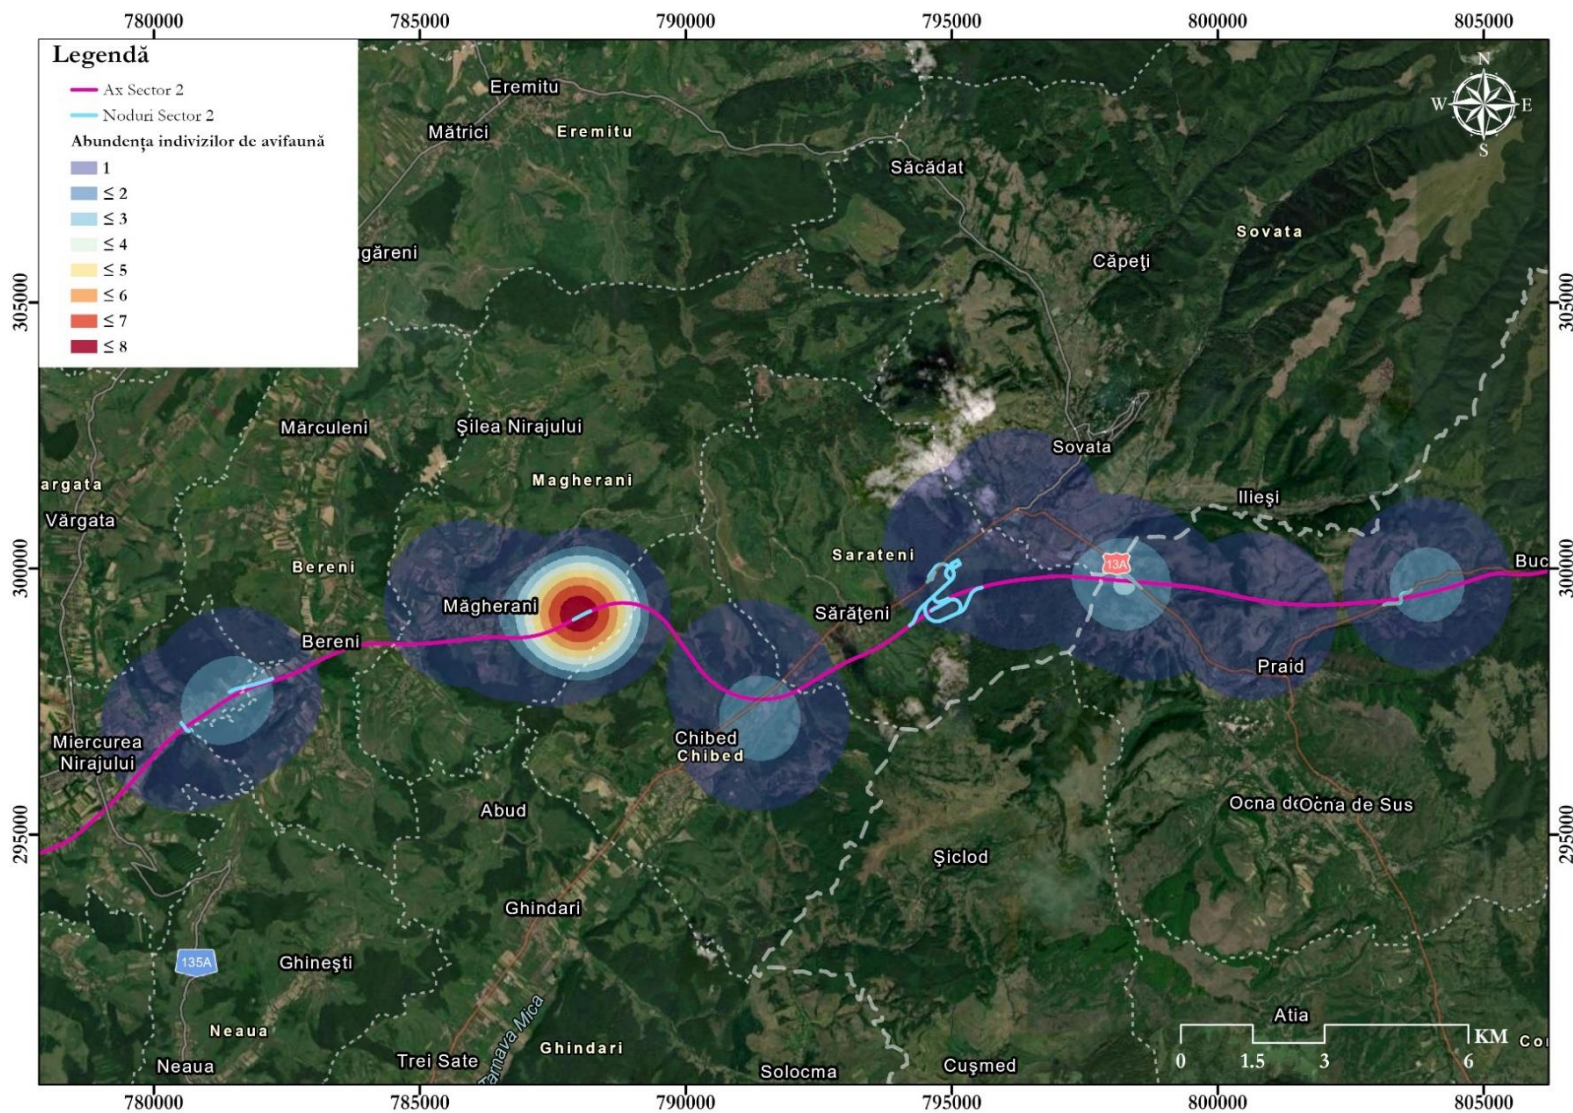 780000 785000 790000 795000 800000 805000
Legendă
Ax Sector 2
Noduri Sector 2
Abundența indivizilor de avifaună
1
≤ 2
≤ 3
≤ 4
≤ 5
≤ 6
≤ 7
≤ 8
N
W E
S
Eremitu
Mătrici
Eremitu
Săcădat
Sovata
găreni
Căpeţi
305000
305000
Mărculeni
Şilea Nirajului
Sovata
argata
Magherani
Ilieşi
Vărgata
Sarateni
300000
Bereni
13A
Buc
300000
Măgherani
Sărăţeni
Bereni
Praid
Miercurea
Nirajului
Chibed
Chibed
Abud
Ocna de Sus
295000
295000
Şiclod
Ghindari
135A
Ghineşti
Atia
Neaua
Tarnava Mica
Ghindari
KM
0 1.5 3 6
Neaua
Trei Sate
Solocma
Cuşmed
780000 785000 790000 795000 800000 805000